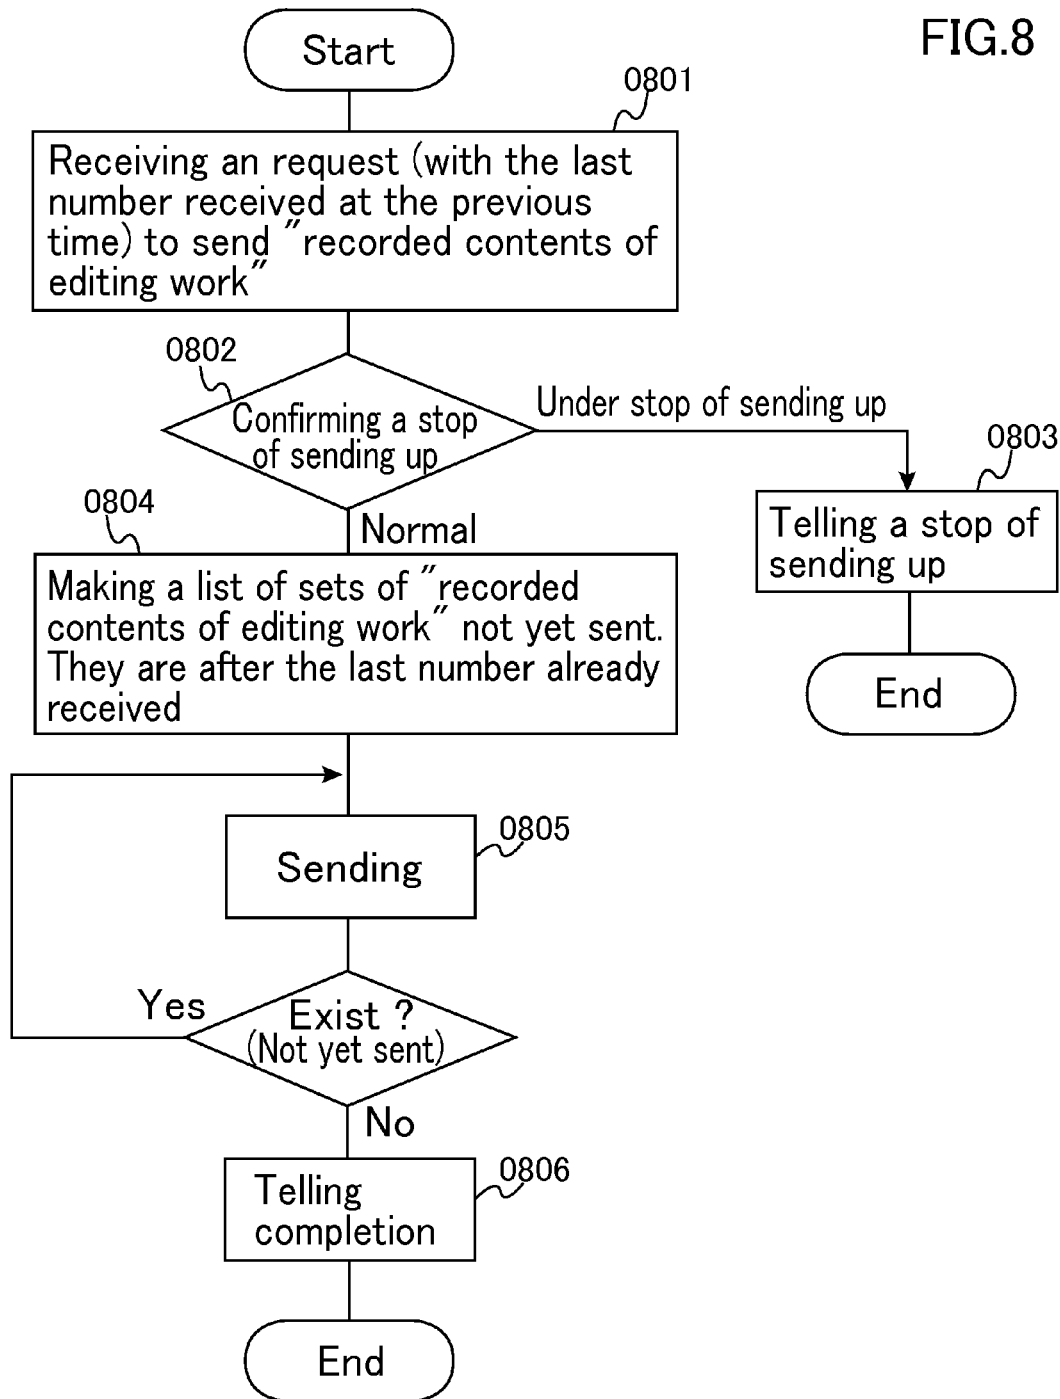 FIG.8
Start
0801
Receiving an request (with the last
number received at the previous
time) to send "recorded contents of
editing work"
0802
Confirming a stop
of sending up
Under stop of sending up
0803
Telling a stop of
sending up
End
Normal
0804
Making a list of sets of "recorded
contents of editing work" not yet sent.
They are after the last number already
received
0805
Sending
Yes
Exist ?
(Not yet sent)
No
0806
Telling
completion
End